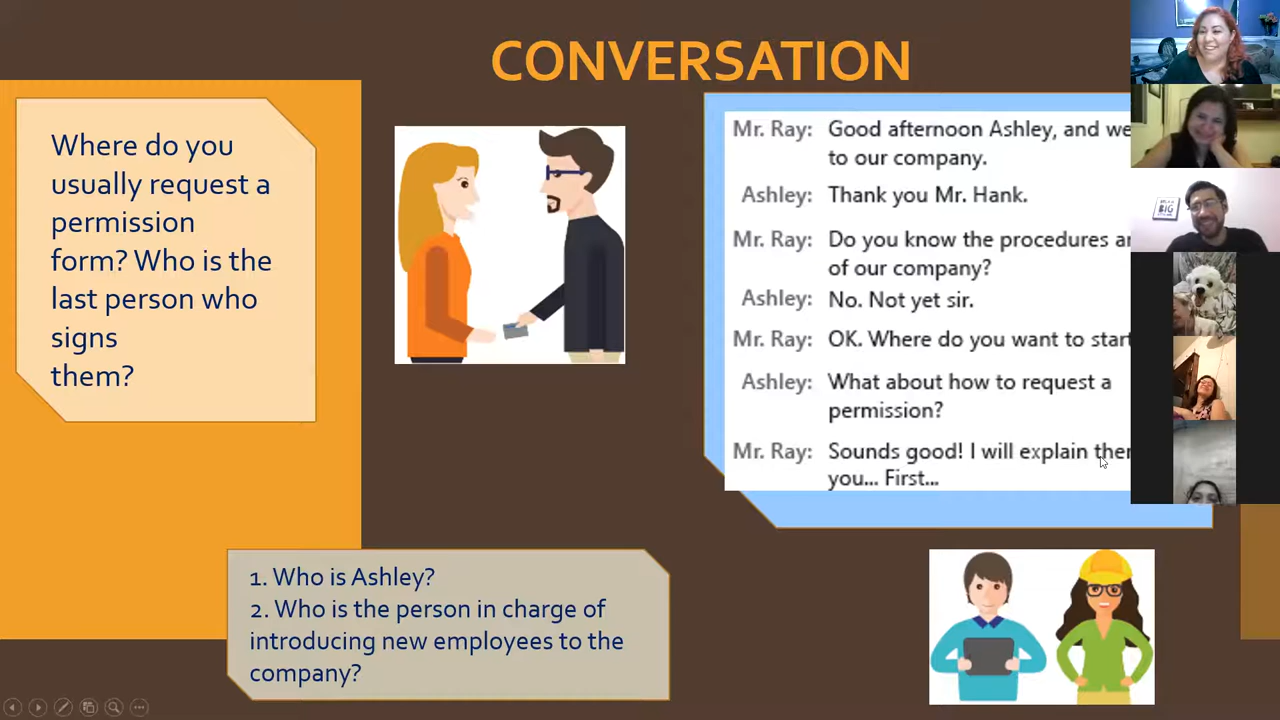 CONVERSATION
Where do you
usually request a
permission
form? Who is the
last person who
signs
them?
Mr. Ray: Good afternoon Ashley, and we
to our company.
Ashley: Thank you Mr. Hank.
Mr. Ray: Do you know the procedures
of our company?
Ashley: No. Not yet sir.
Mr. Ray: OK. Where do you want to start
Ashley: What about how to request a
permission?
Mr. Ray: Sounds good! I will explain
you... First...
1. Who is Ashley?
2. Who is the person in charge of
introducing new employees to the
company?
BIG